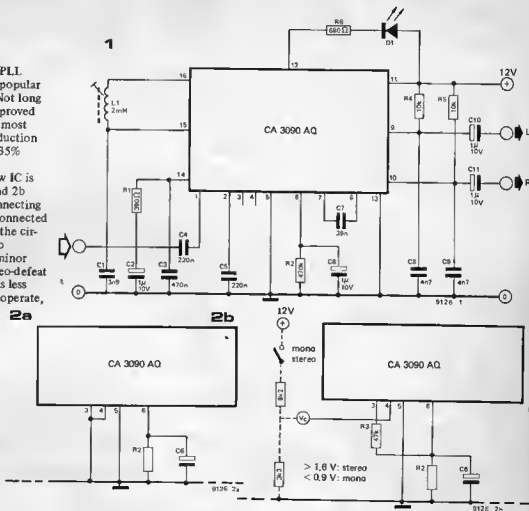 1
PLL
popular
Not long
proved
most
duction
35%
w IC is
nd 2b
nnecting
onnected
the cir-
o
minor
eo-defeat
s less
operate,
R6
680Ω
D1
12
16
11
12V
L1
2mH
R4
10k
R5
10k
C10
1µ
10V
L
15
9
CA 3090 AQ
10
C11
1µ
10V
R
R1
390Ω
14
1
2
3
4
5
6
7
8
13
C7
39n
C4
220n
C1
3n9
C2
1µ
10V
C3
470n
C5
220n
R2
470k
C6
1µ
10V
C8
4n7
C9
4n7
0
0
9126 1
2a
CA 3090 AQ
3
4
5
6
R2
C6
9126 2a
2b
12V
mono
stereo
8k2
Vc
3k3
CA 3090 AQ
3
4
5
6
R3
47k
R2
C6
> 1,6 V: stereo
< 0,9 V: mono
9126 2b